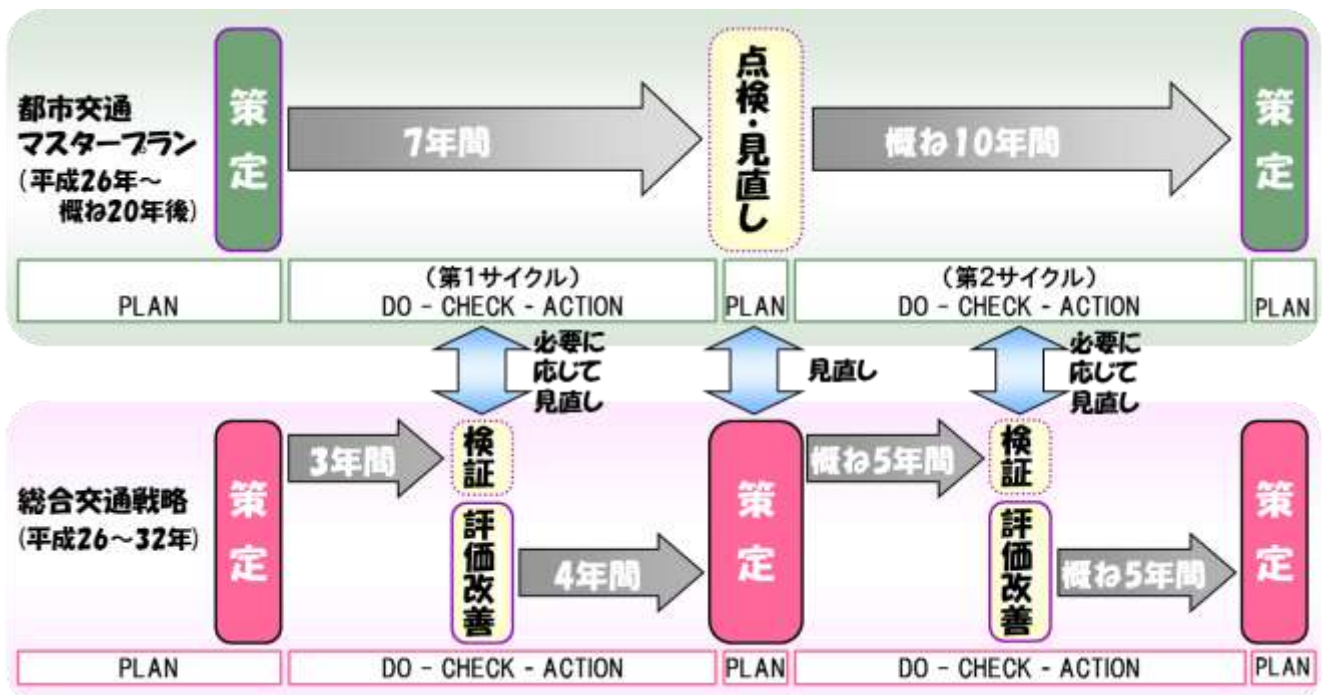 都市交通
マスタープラン
(平成26年～
概ね20年後)
策定
7年間
点検・見直し
概ね10年間
策定
PLAN
(第1サイクル)
DO - CHECK - ACTION
PLAN
(第2サイクル)
DO - CHECK - ACTION
PLAN
必要に
応じて
見直し
見直し
必要に
応じて
見直し
総合交通戦略
(平成26～32年)
策定
3年間
検証
評価改善
4年間
策定
概ね5年間
検証
評価改善
概ね5年間
策定
PLAN
DO - CHECK - ACTION
PLAN
DO - CHECK - ACTION
PLAN